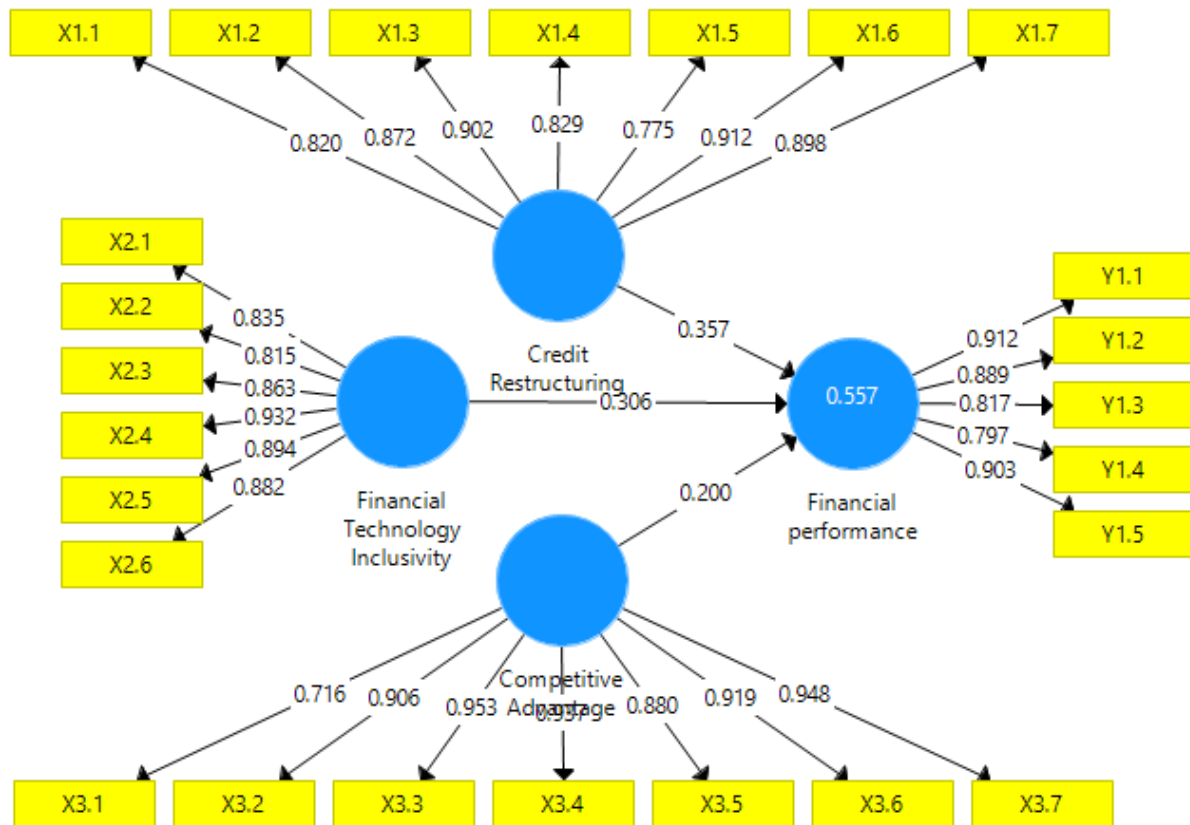 X1.1
X1.2
X1.3
X1.4
X1.5
X1.6
X1.7
0.820
0.872
0.902
0.829
0.775
0.912
0.898
X2.1
X2.2
X2.3
X2.4
X2.5
X2.6
0.835
0.815
0.863
0.932
0.894
0.882
Credit
Restructuring
0.357
0.306
0.200
Financial
Technology
Inclusivity
0.557
Financial
performance
0.912
0.889
0.817
0.797
0.903
Y1.1
Y1.2
Y1.3
Y1.4
Y1.5
Competitive
Advantage
0.716
0.906
0.953
0.937
0.880
0.919
0.948
X3.1
X3.2
X3.3
X3.4
X3.5
X3.6
X3.7